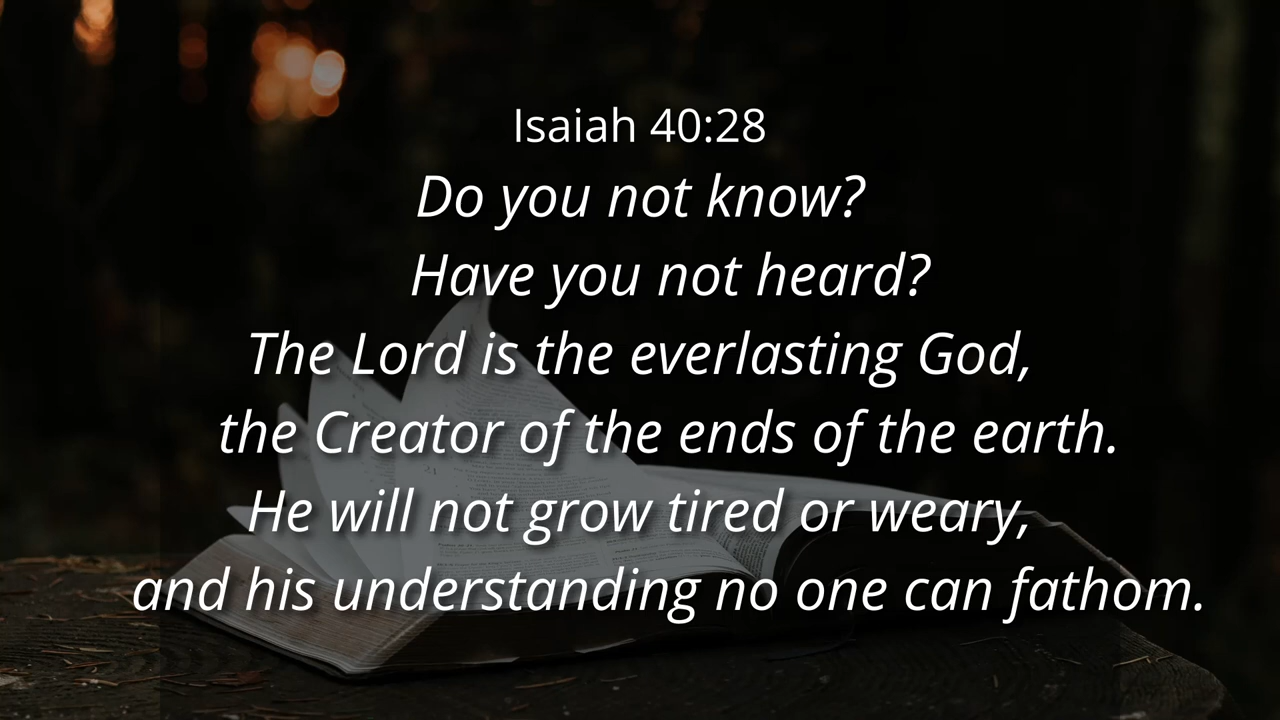 Isaiah 40:28
Do you not know?
Have you not heard?
The Lord is the everlasting God,
the Creator of the ends of the earth.
He will not grow tired or weary,
and his understanding no one can fathom.